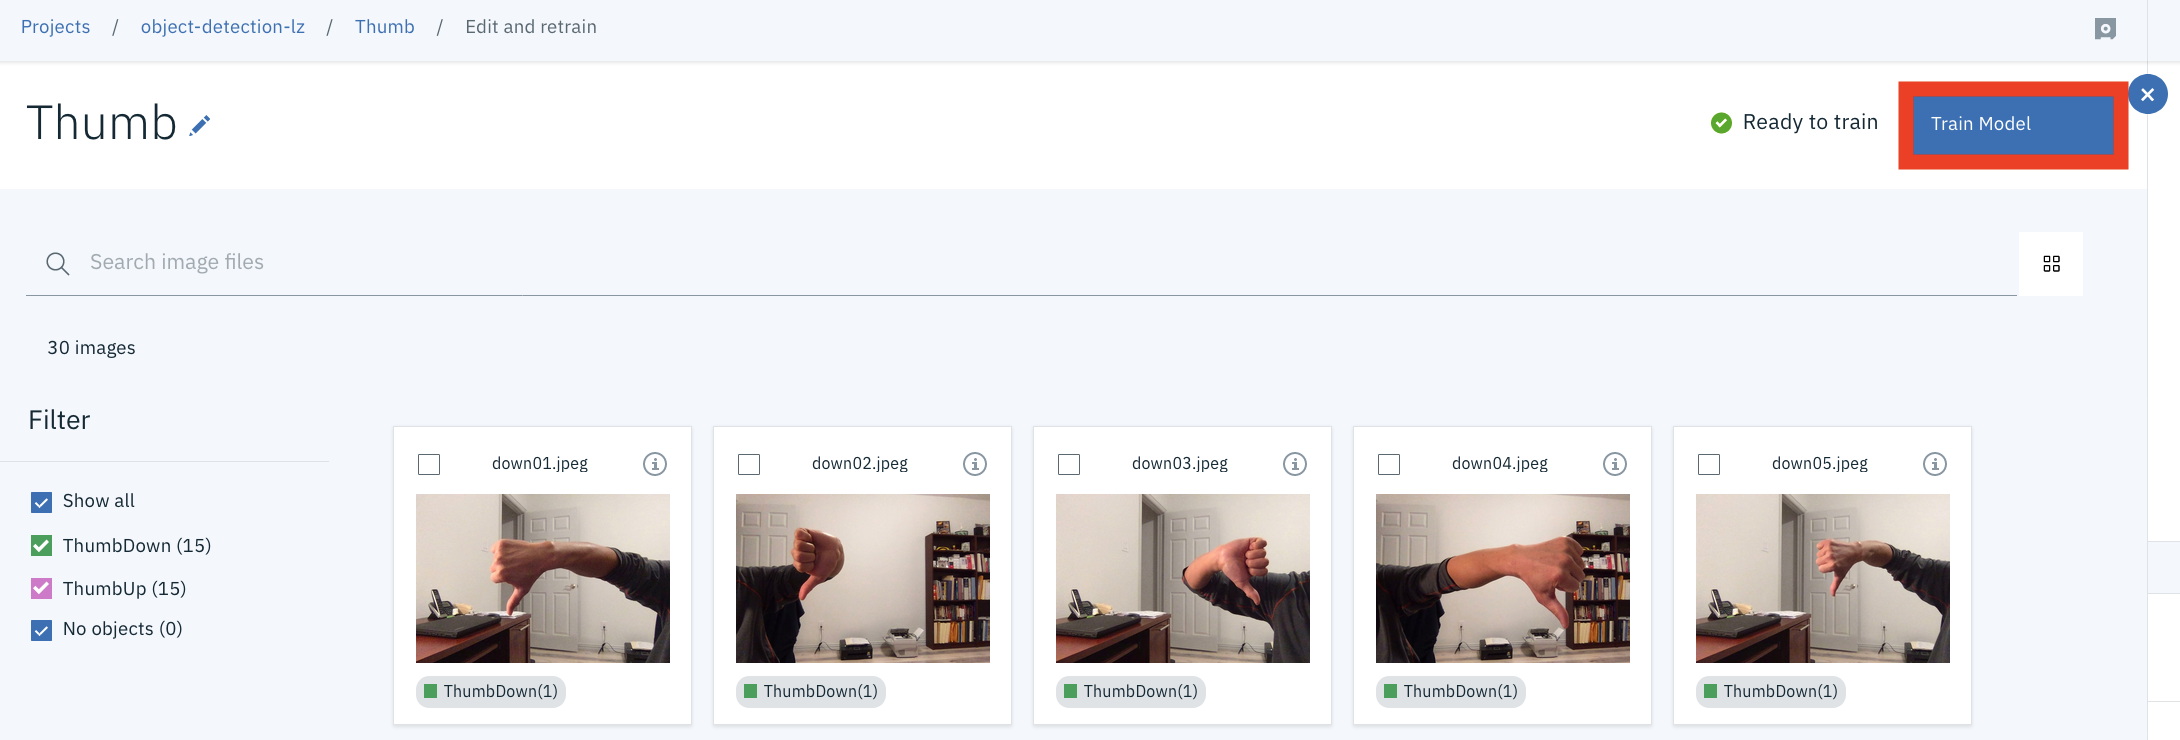 Projects / object-detection-lz / Thumb / Edit and retrain
Thumb
Ready to train
Train Model
Search image files
30 images
Filter
Show all
ThumbDown (15)
ThumbUp (15)
No objects (0)
down01.jpeg
down02.jpeg
down03.jpeg
down04.jpeg
down05.jpeg
ThumbDown(1)
ThumbDown(1)
ThumbDown(1)
ThumbDown(1)
ThumbDown(1)